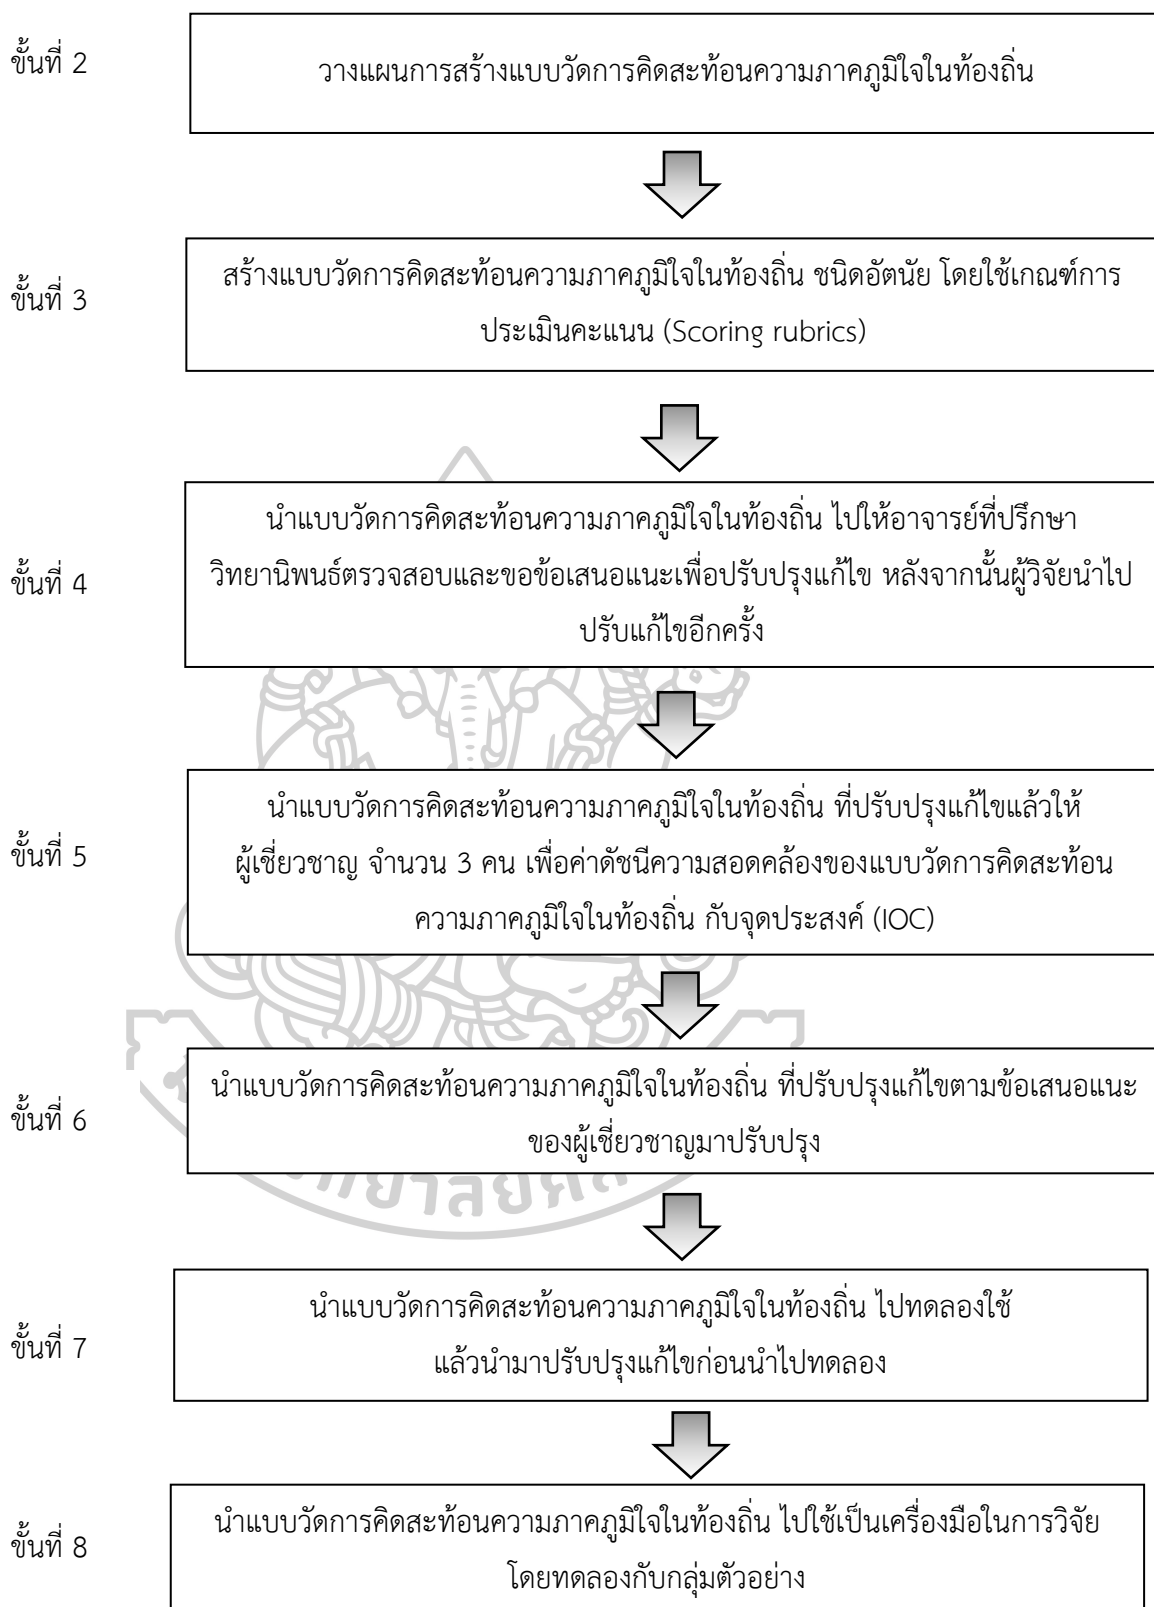 ขั้นที่ 2
วางแผนการสร้างแบบวัดการคิดสะท้อนความภาคภูมิใจในท้องถิ่น
ขั้นที่ 3
สร้างแบบวัดการคิดสะท้อนความภาคภูมิใจในท้องถิ่น ชนิดอัตนัย โดยใช้เกณฑ์การ
ประเมินคะแนน (Scoring rubrics)
ขั้นที่ 4
นำแบบวัดการคิดสะท้อนความภาคภูมิใจในท้องถิ่น ไปให้อาจารย์ที่ปรึกษา
วิทยานิพนธ์ตรวจสอบและขอข้อเสนอแนะเพื่อปรับปรุงแก้ไข หลังจากนั้นผู้วิจัยนำไป
ปรับแก้ไขอีกครั้ง
ขั้นที่ 5
นำแบบวัดการคิดสะท้อนความภาคภูมิใจในท้องถิ่น ที่ปรับปรุงแก้ไขแล้วให้
ผู้เชี่ยวชาญ จำนวน 3 คน เพื่อค่าดัชนีความสอดคล้องของแบบวัดการคิดสะท้อน
ความภาคภูมิใจในท้องถิ่น กับจุดประสงค์ (IOC)
ขั้นที่ 6
นำแบบวัดการคิดสะท้อนความภาคภูมิใจในท้องถิ่น ที่ปรับปรุงแก้ไขตามข้อเสนอแนะ
ของผู้เชี่ยวชาญมาปรับปรุง
ขั้นที่ 7
นำแบบวัดการคิดสะท้อนความภาคภูมิใจในท้องถิ่น ไปทดลองใช้
แล้วนำมาปรับปรุงแก้ไขก่อนนำไปทดลอง
ขั้นที่ 8
นำแบบวัดการคิดสะท้อนความภาคภูมิใจในท้องถิ่น ไปใช้เป็นเครื่องมือในการวิจัย
โดยทดลองกับกลุ่มตัวอย่าง